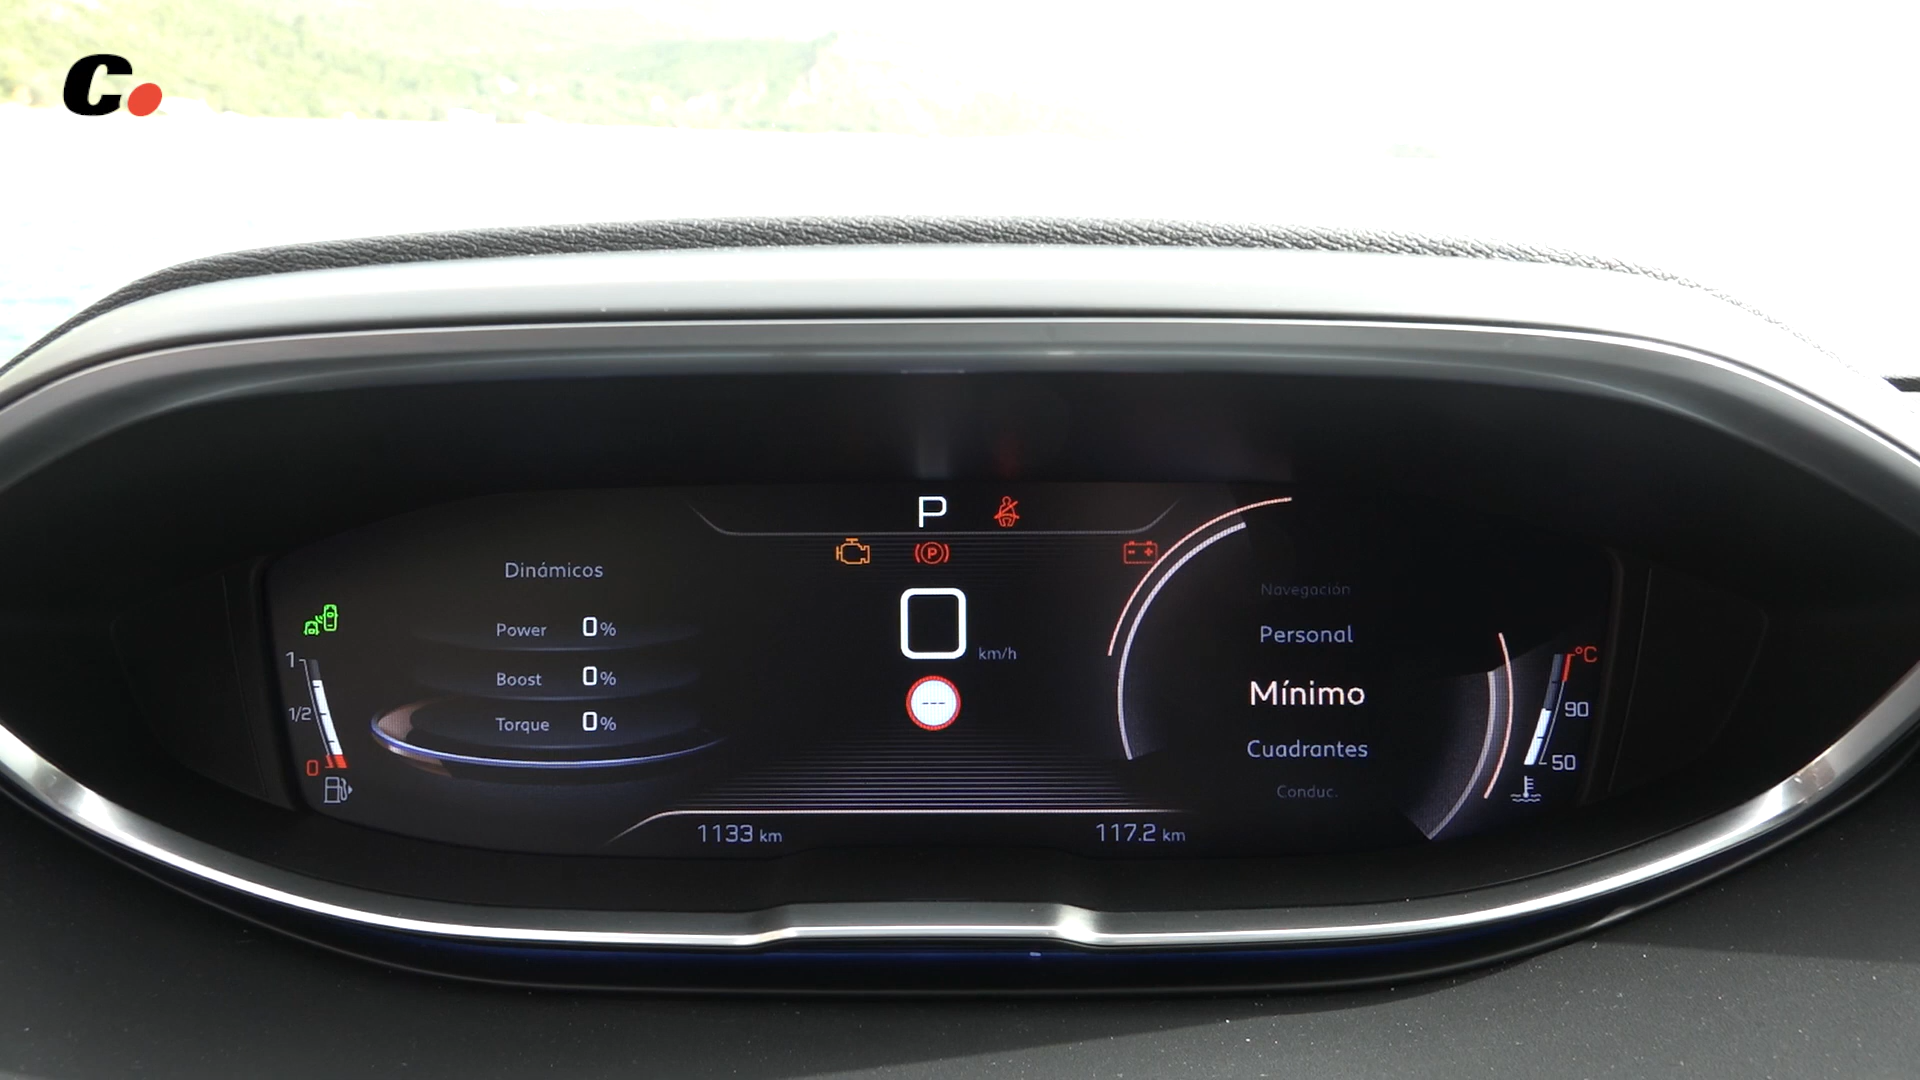 C.
P
Dinámicos
Power 0%
Boost 0%
Torque 0%
1
1/2
0
P
0 km/h
---
Navegación
Personal
Mínimo
Cuadrantes
Conduc.
°C
90
50
1133 km
117.2 km